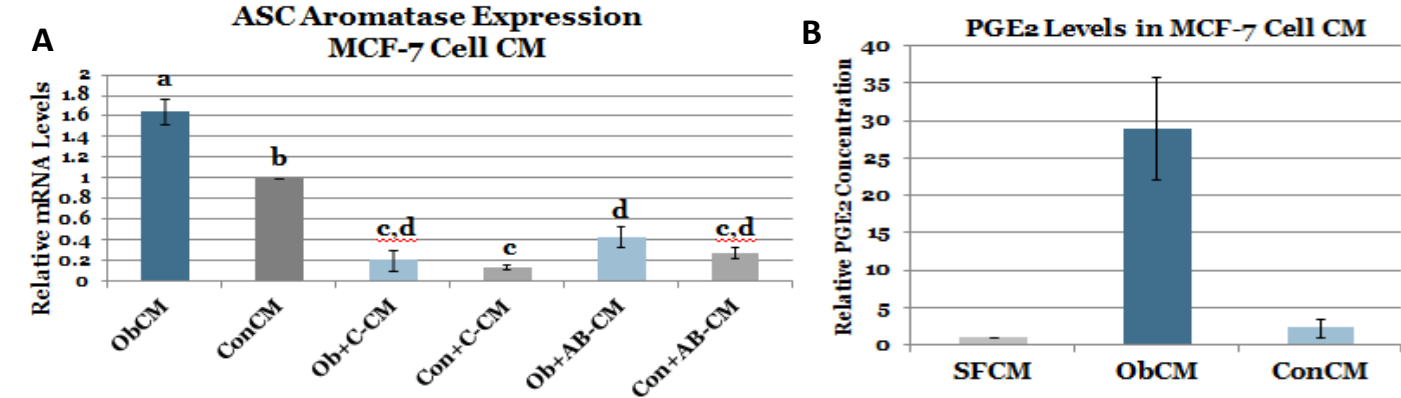 A
ASC Aromatase Expression
MCF-7 Cell CM
Relative mRNA Levels
2
1.8
1.6
1.4
1.2
1
0.8
0.6
0.4
0.2
0
a
b
c,d
c
d
c,d
ObCM
ConCM
Ob+C-CM
Con+C-CM
Ob+AB-CM
Con+AB-CM
B
PGE2 Levels in MCF-7 Cell CM
Relative PGE2 Concentration
40
35
30
25
20
15
10
5
0
SFCM
ObCM
ConCM